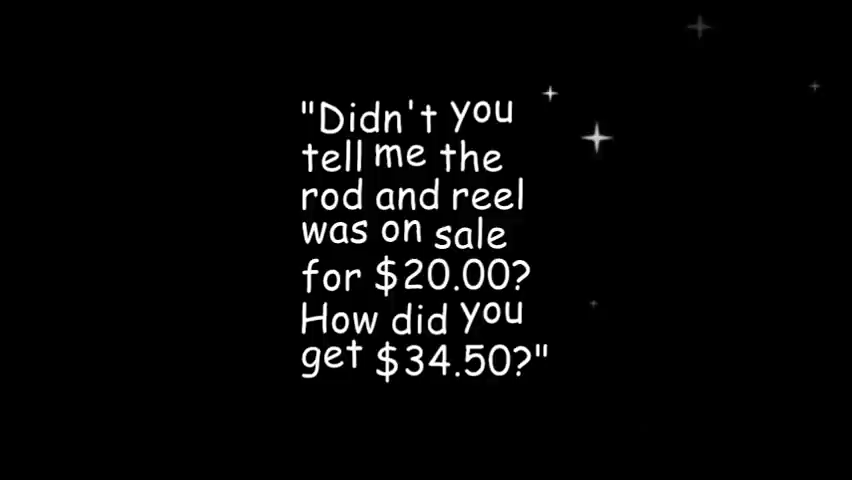 "Didn't you
tell me the
rod and reel
was on sale
for $20.00?
How did you
get $34.50?"